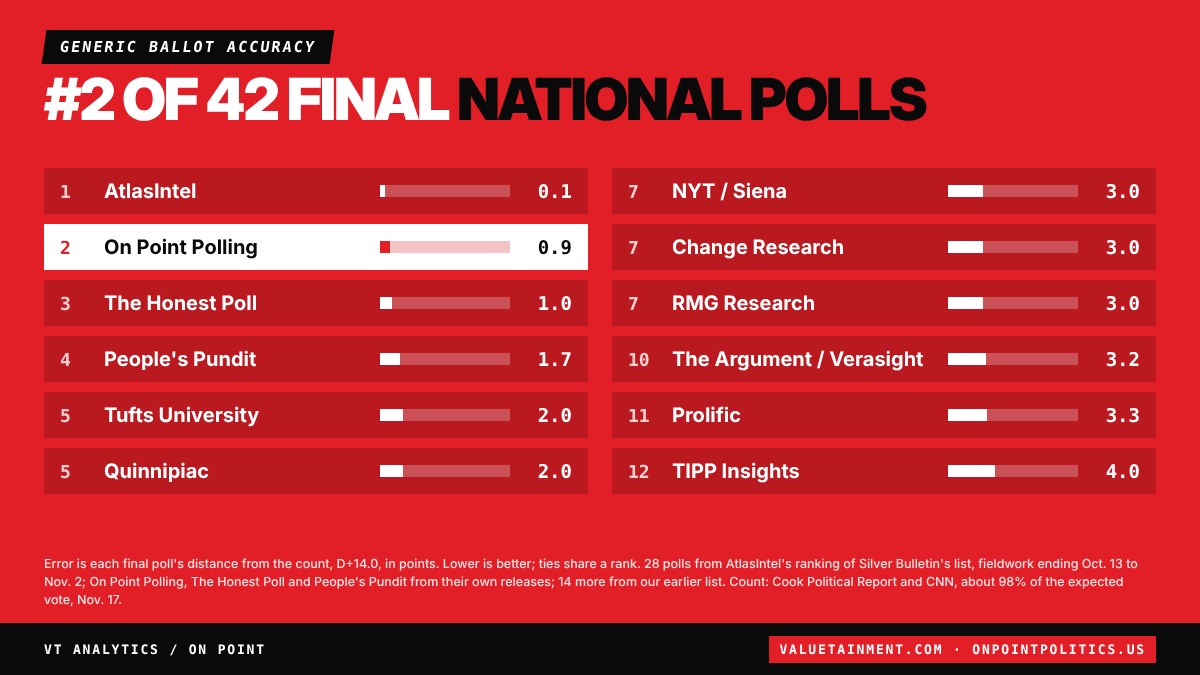 GENERIC BALLOT ACCURACY
#2 OF 42 FINAL NATIONAL POLLS
1 AtlasIntel 0.1
2 On Point Polling 0.9
3 The Honest Poll 1.0
4 People's Pundit 1.7
5 Tufts University 2.0
5 Quinnipiac 2.0
7 NYT / Siena 3.0
7 Change Research 3.0
7 RMG Research 3.0
10 The Argument / Verasight 3.2
11 Prolific 3.3
12 TIPP Insights 4.0
Error is each final poll's distance from the count, D+14.0, in points. Lower is better; ties share a rank. 28 polls from AtlasIntel's ranking of Silver Bulletin's list, fieldwork ending Oct. 13 to
Nov. 2; On Point Polling, The Honest Poll and People's Pundit from their own releases; 14 more from our earlier list. Count: Cook Political Report and CNN, about 98% of the expected
vote, Nov. 17.
VT ANALYTICS / ON POINT
VALUETAINMENT.COM · ONPOINTPOLITICS.US